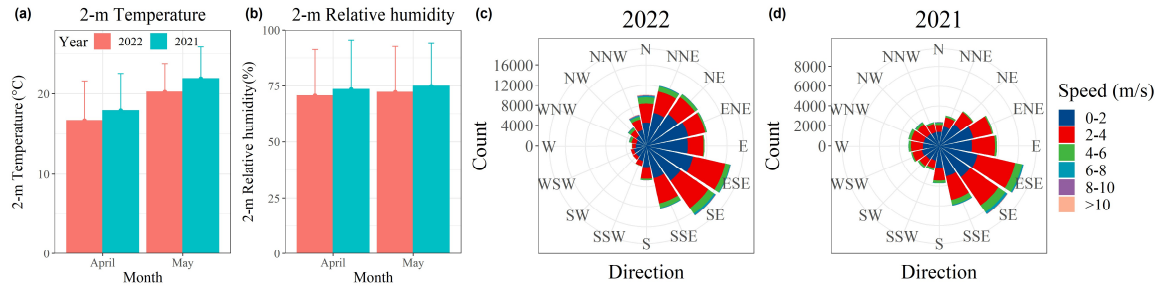 (a) 2-m Temperature
Year 2022 2021
2-m Temperature(°C)
20
10
0
April May
Month
(b) 2-m Relative humidity
2-m Relative humidity(%)
100
75
50
25
0
April May
Month
(c) 2022
Count
16000
12000
8000
4000
0
N
NNE
NE
ENE
E
ESE
SE
SSE
S
SSW
SW
WSW
W
WNW
NW
NNW
Direction
(d) 2021
Count
8000
6000
4000
2000
0
N
NNE
NE
ENE
E
ESE
SE
SSE
S
SSW
SW
WSW
W
WNW
NW
NNW
Direction
Speed (m/s)
0-2
2-4
4-6
6-8
8-10
>10